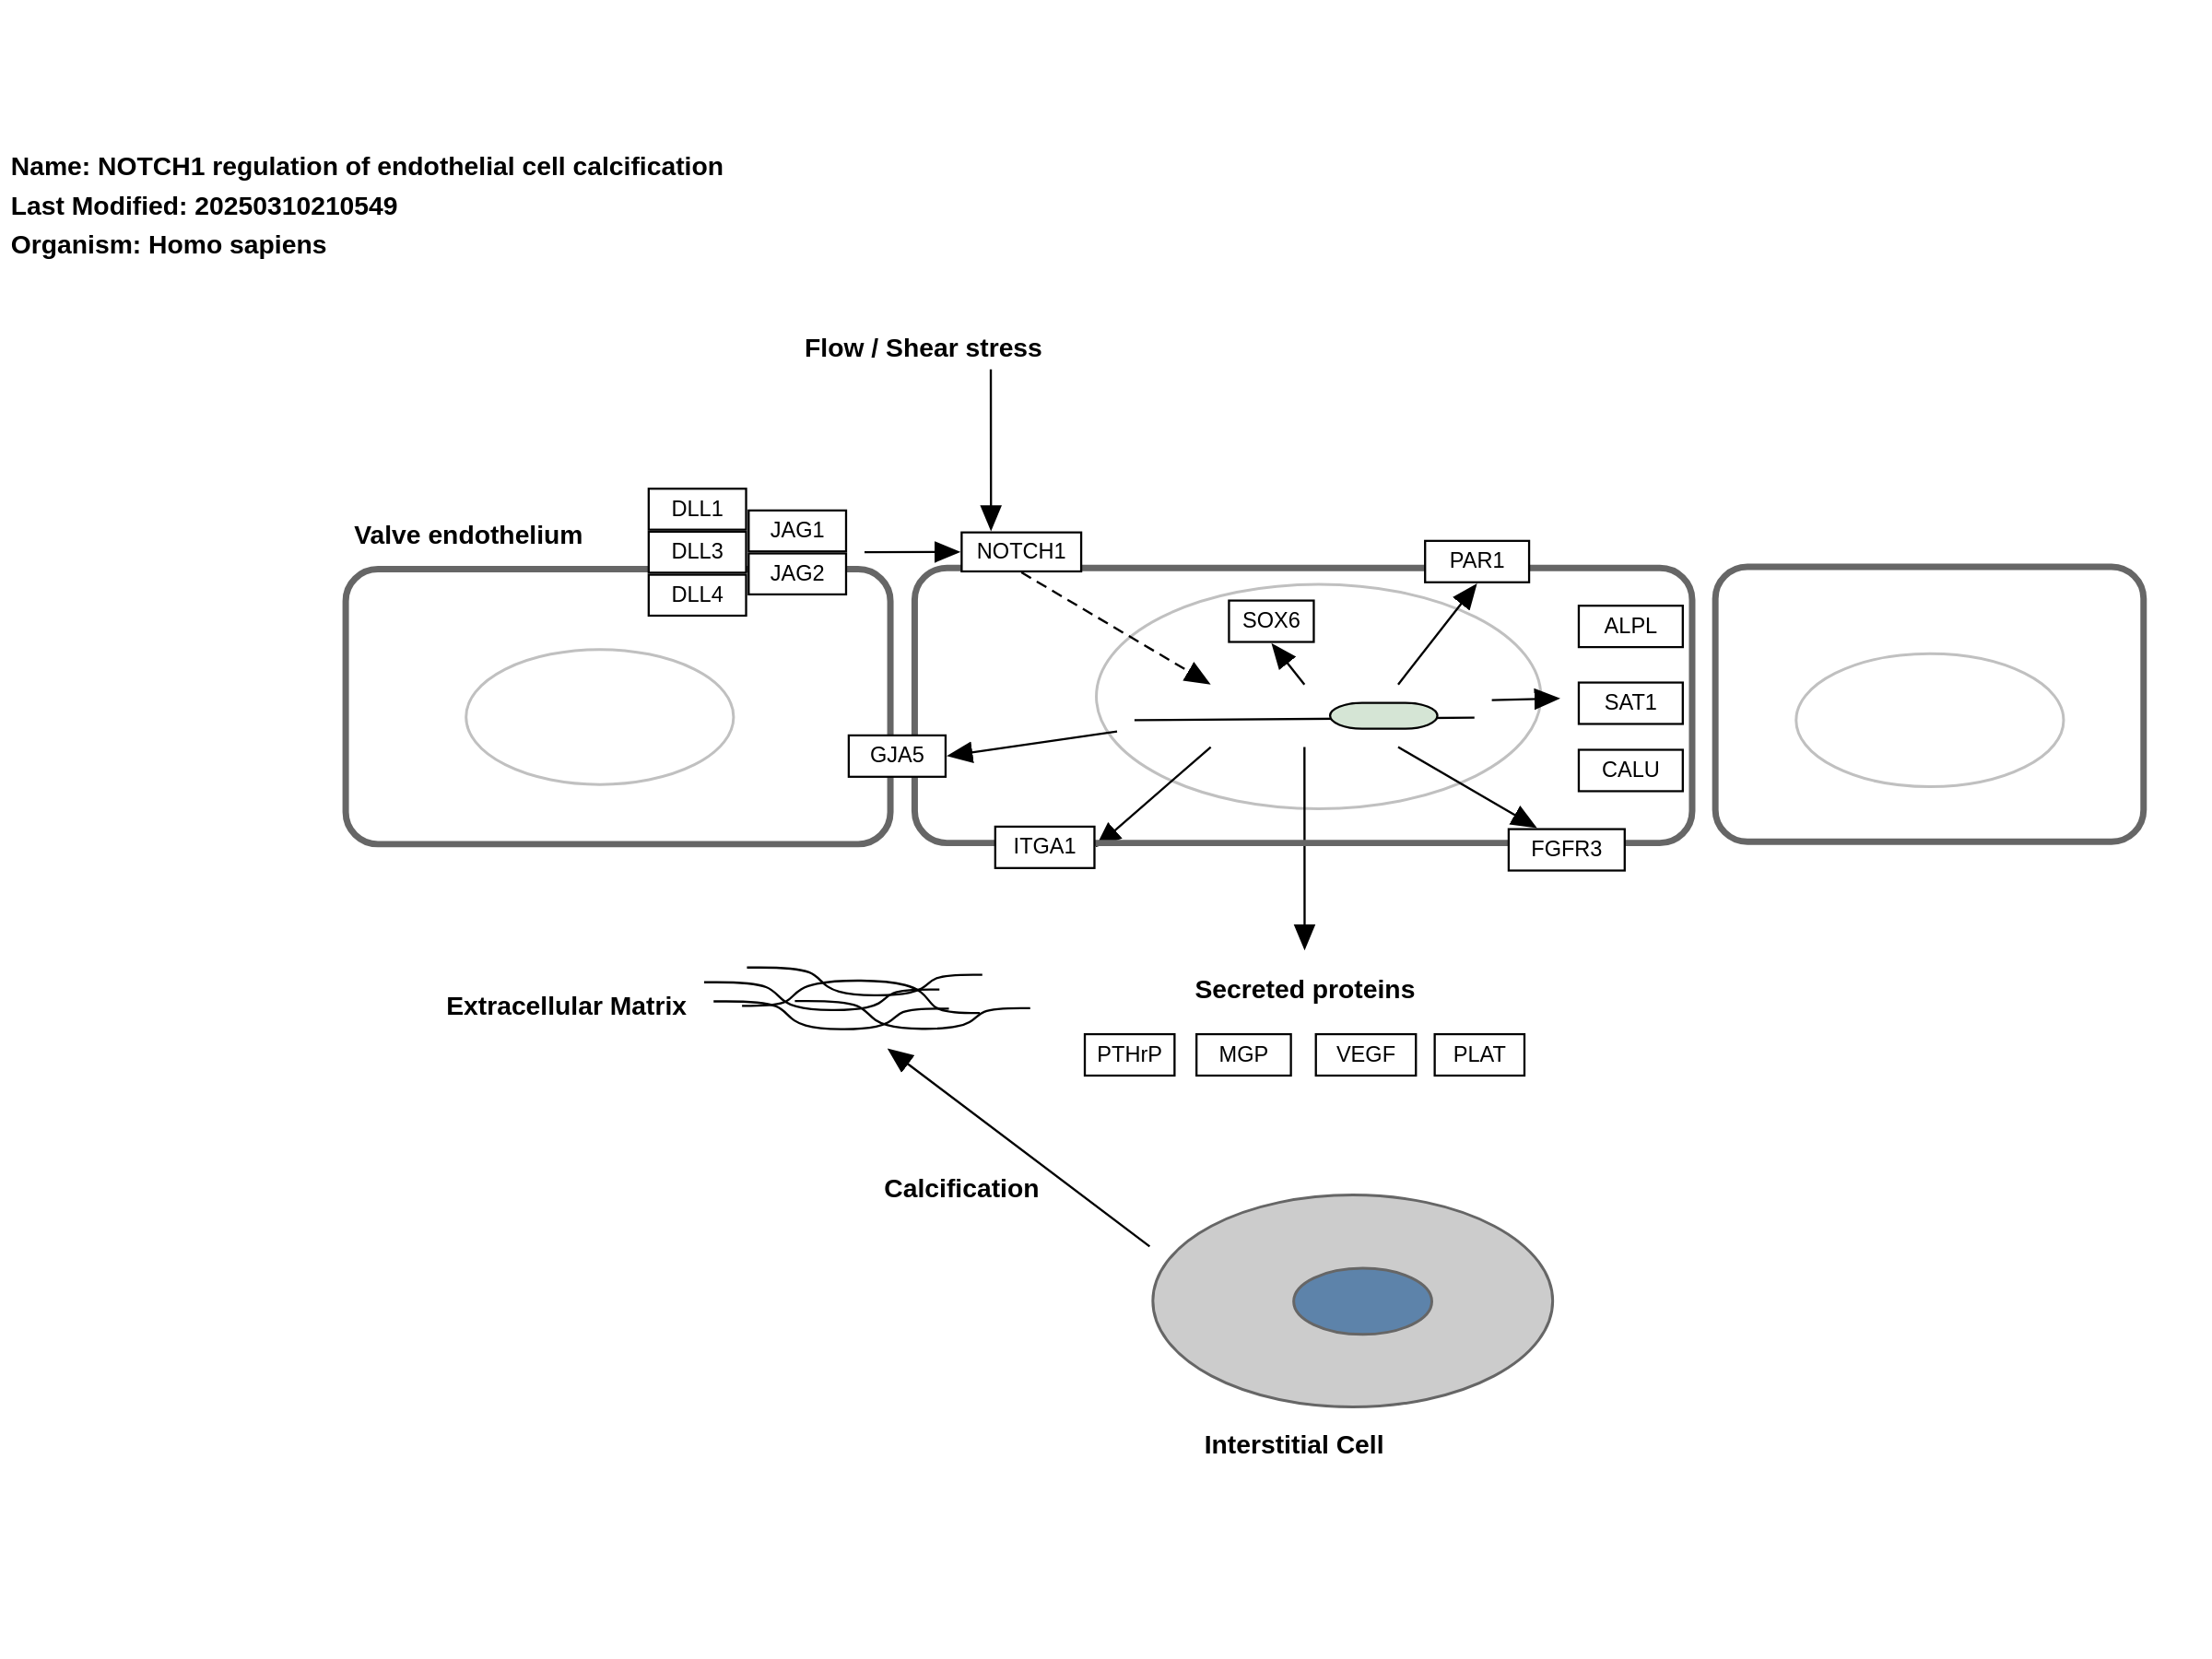 Name: NOTCH1 regulation of endothelial cell calcification
Last Modified: 20250310210549
Organism: Homo sapiens
Flow / Shear stress
Valve endothelium
DLL1
DLL3
DLL4
JAG1
JAG2
NOTCH1
PAR1
SOX6
ALPL
SAT1
CALU
GJA5
ITGA1
FGFR3
Extracellular Matrix
Secreted proteins
PTHrP
MGP
VEGF
PLAT
Calcification
Interstitial Cell